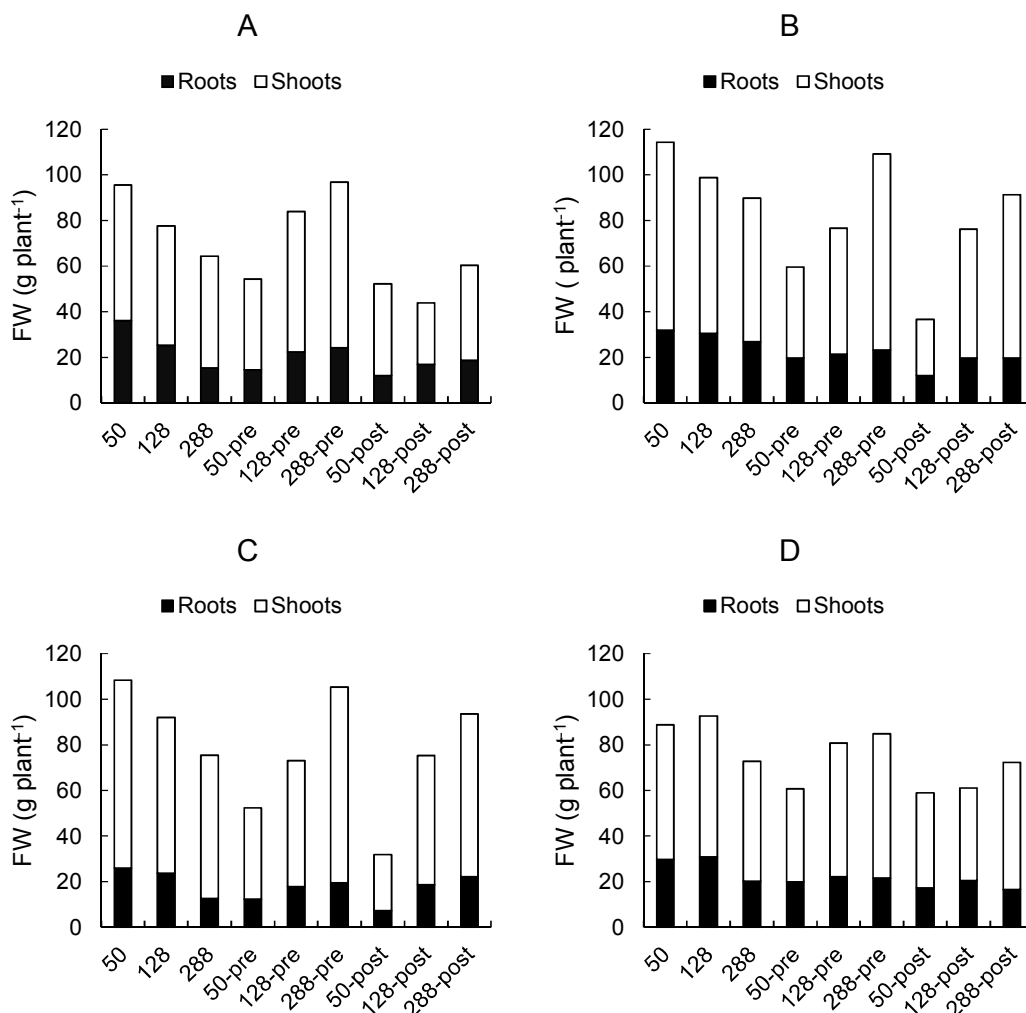 A
■ Roots □ Shoots
FW (g plant⁻¹)
120
100
80
60
40
20
0
50
128
288
50-pre
128-pre
288-pre
50-post
128-post
288-post
B
■ Roots □ Shoots
FW ( plant⁻¹)
120
100
80
60
40
20
0
50
128
288
50-pre
128-pre
288-pre
50-post
128-post
288-post
C
■ Roots □ Shoots
FW (g plant⁻¹)
120
100
80
60
40
20
0
50
128
288
50-pre
128-pre
288-pre
50-post
128-post
288-post
D
■ Roots □ Shoots
FW (g plant⁻¹)
120
100
80
60
40
20
0
50
128
288
50-pre
128-pre
288-pre
50-post
128-post
288-post